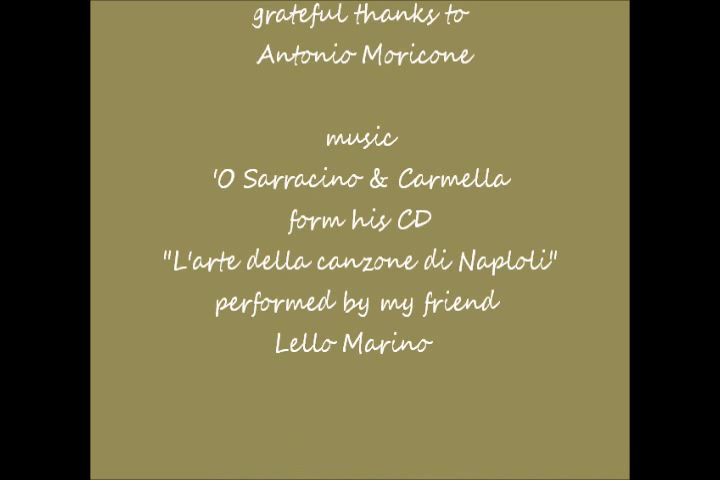 grateful thanks to
Antonio Moricone
music
'O Sarracino & Carmella
form his CD
"L'arte della canzone di Naploli"
performed by my friend
Lello Marino